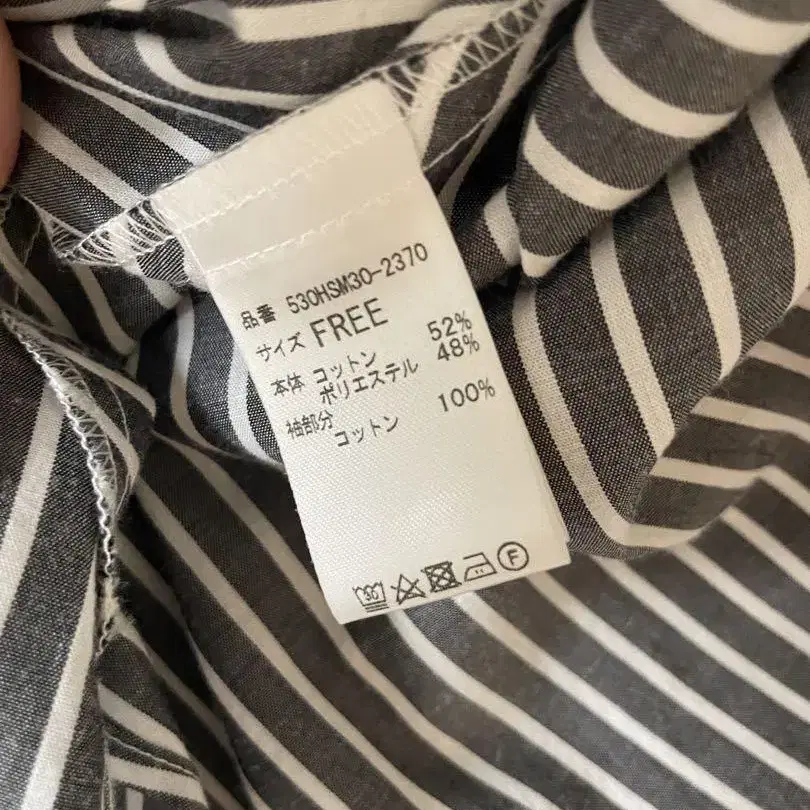 品番 530HSM30-2370
サイズ FREE
本体 コットン 52%
ポリエステル 48%
袖部分
コットン 100%
30 F